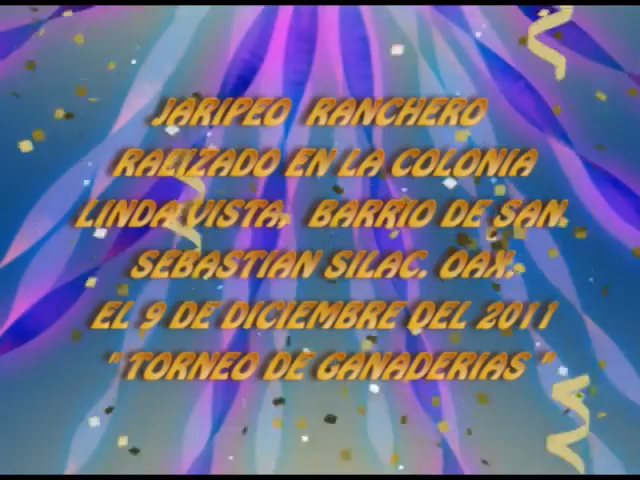 JARIPEO RANCHERO
RALIZADO EN LA COLONIA
LINDA VISTA, BARRIO DE SAN.
SEBASTIAN SILAC. OAX.
EL 9 DE DICIEMBRE DEL 2011
" TORNEO DE GANADERIAS "